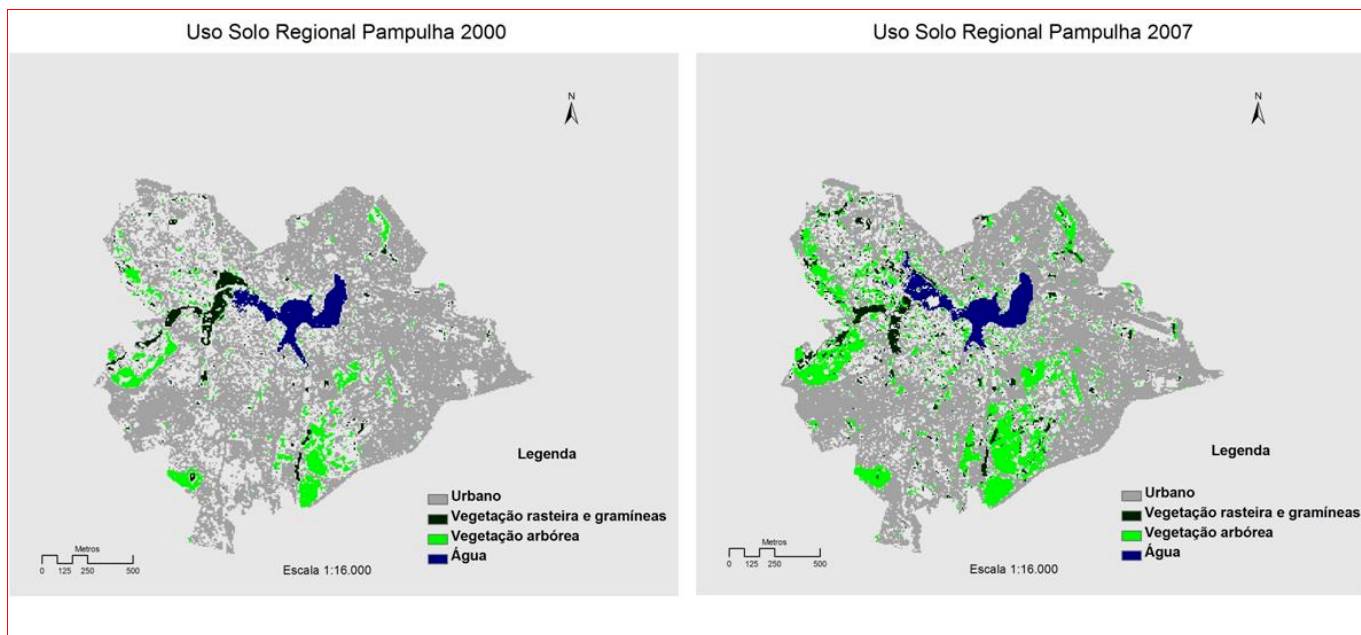 Uso Solo Regional Pampulha 2000
N
Legenda
Urbano
Vegetação rasteira e gramíneas
Vegetação arbórea
Água
Metros
0 125 250 500
Escala 1:16.000
Uso Solo Regional Pampulha 2007
N
Legenda
Urbano
Vegetação rasteira e gramíneas
Vegetação arbórea
Água
Metros
0 125 250 500
Escala 1:16.000